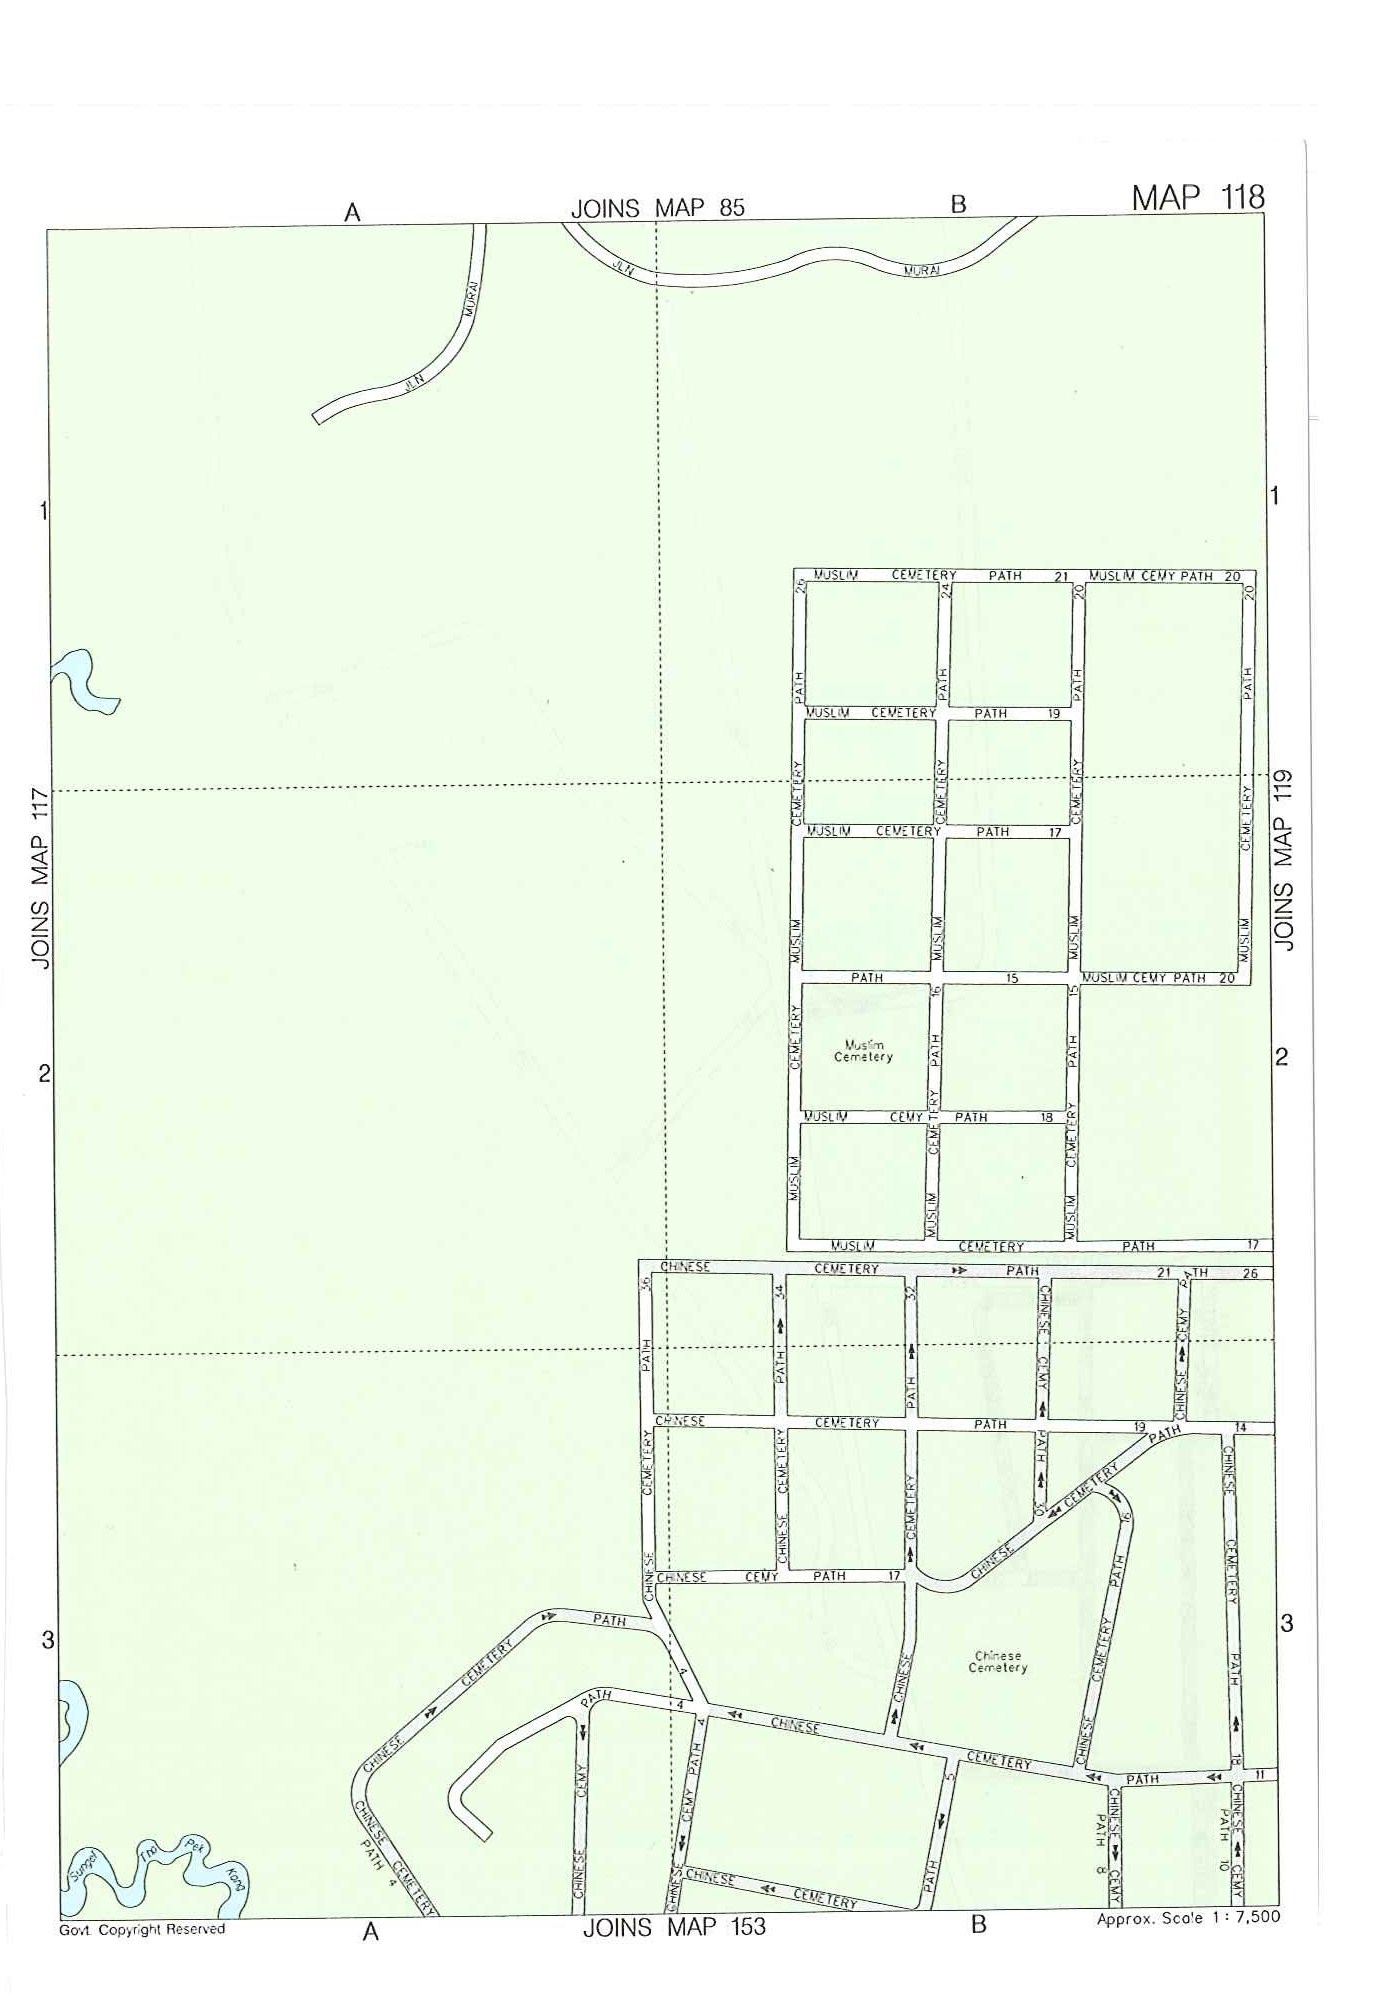 MAP 118
A
JOINS MAP 85
B
JLN MURAI
JLN MURAI
1
1
MUSLIM CEMETERY PATH 21
MUSLIM CEMY PATH 20
MUSLIM CEMETERY PATH 26
MUSLIM CEMETERY PATH 24
MUSLIM CEMETERY PATH 20
MUSLIM CEMETERY PATH 20
MUSLIM CEMETERY PATH 19
JOINS MAP 117
JOINS MAP 119
MUSLIM CEMETERY PATH 17
PATH 15
MUSLIM CEMY PATH 20
MUSLIM CEMETERY
MUSLIM CEMETERY PATH 16
MUSLIM CEMETERY PATH 15
Muslim
Cemetery
2
2
MUSLIM CEMY PATH 18
MUSLIM CEMETERY PATH 17
CHINESE CEMETERY PATH 21
PATH 26
CHINESE CEMETERY PATH 36
CHINESE CEMETERY PATH 34
CHINESE CEMETERY PATH 32
CHINESE CEMY PATH 30
CHINESE CEMY
CHINESE CEMETERY PATH 19
14
CHINESE CEMETERY PATH
CHINESE CEMY PATH 17
CHINESE CEMETERY PATH 16
CHINESE CEMETERY PATH 18
3
3
Chinese
Cemetery
CHINESE CEMETERY PATH 4
PATH 4
CHINESE CEMETERY PATH 11
CHINESE CEMY
CHINESE CEMY PATH 4
PATH 5
CHINESE CEMETERY
CHINESE CEMY
PATH 8
CHINESE CEMY
PATH 10
CHINESE CEMETERY
PATH 4
Sungei Tha Pek Kang
Govt. Copyright Reserved
A
JOINS MAP 153
B
Approx. Scale 1 : 7,500